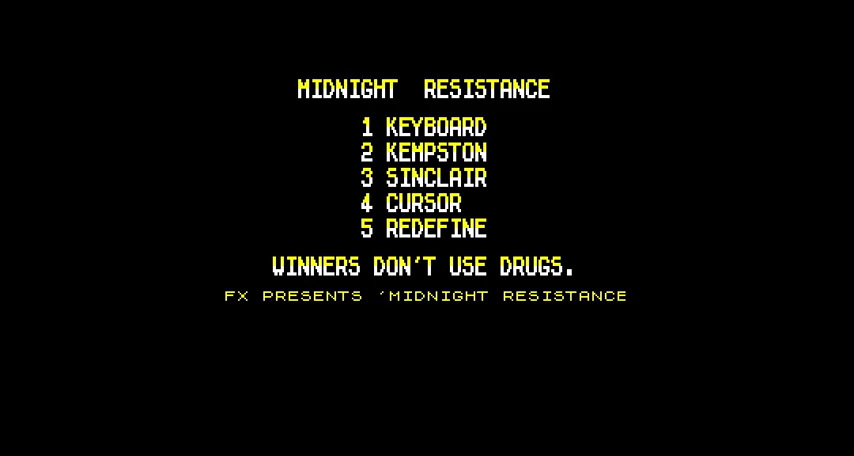 MIDNIGHT RESISTANCE
1 KEYBOARD
2 KEMPSTON
3 SINCLAIR
4 CURSOR
5 REDEFINE
WINNERS DON'T USE DRUGS.
FX PRESENTS 'MIDNIGHT RESISTANCE